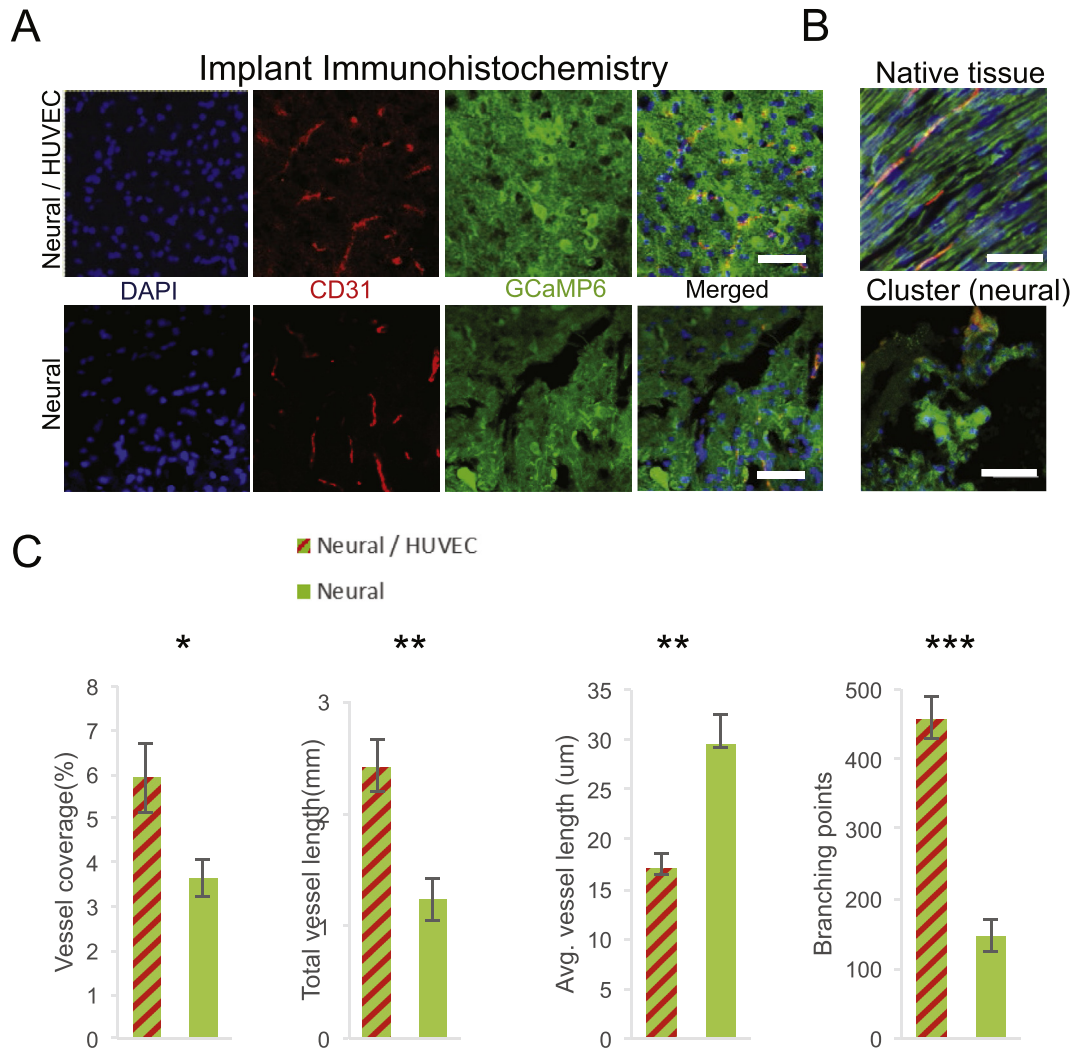 A
B
Implant Immunohistochemistry
Native tissue
Neural / HUVEC
DAPI
CD31
GCaMP6
Merged
Cluster (neural)
Neural
C
Neural / HUVEC
Neural
*
**
**
***
Vessel coverage(%)
8
7
6
5
4
3
2
1
0
Total vessel length(mm)
3
2
1
0
Avg. vessel length (um)
35
30
25
20
15
10
5
0
Branching points
500
400
300
200
100
0